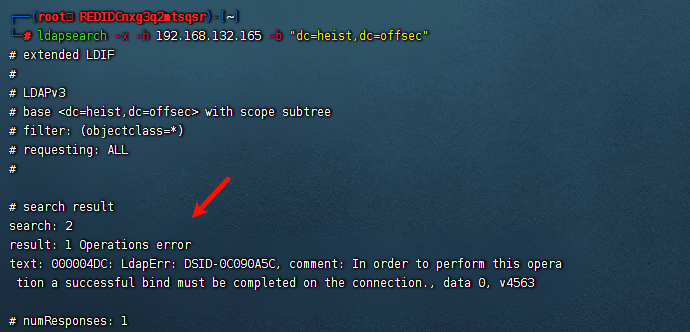 (root REDIDCnxg3q2mtsqsr)-[~]
# ldapsearch -x -h 192.168.132.165 -b "dc=heist,dc=offsec"
# extended LDIF
#
# LDAPv3
# base <dc=heist,dc=offsec> with scope subtree
# filter: (objectclass=*)
# requesting: ALL
#
# search result
search: 2
result: 1 Operations error
text: 000004DC: LdapErr: DSID-0C090A5C, comment: In order to perform this opera
tion a successful bind must be completed on the connection., data 0, v4563
# numResponses: 1